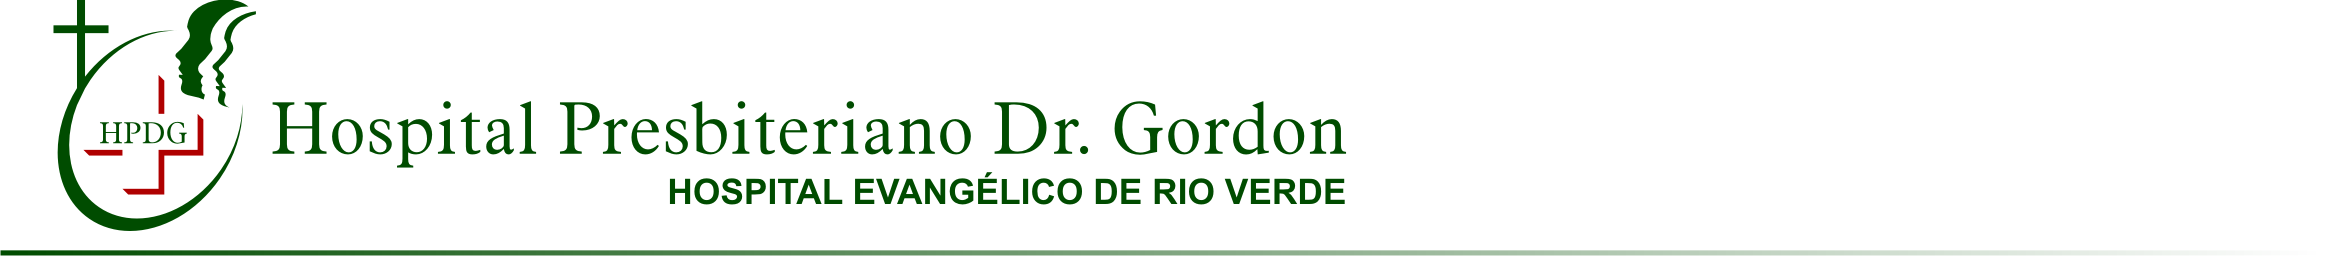 HPDG
Hospital Presbiteriano Dr. Gordon
HOSPITAL EVANGÉLICO DE RIO VERDE